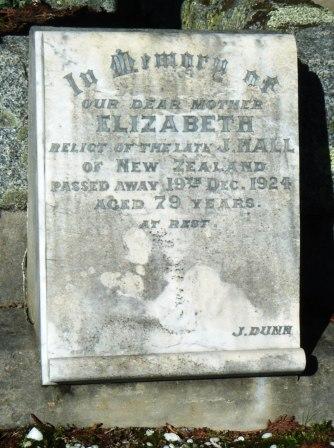 In Memory of
OUR DEAR MOTHER
ELIZABETH
RELICT OF THE LATE J. HALL
OF NEW ZEALAND
PASSED AWAY 19TH DEC. 1924
AGED 79 YEARS.
AT REST.
J. DUNN